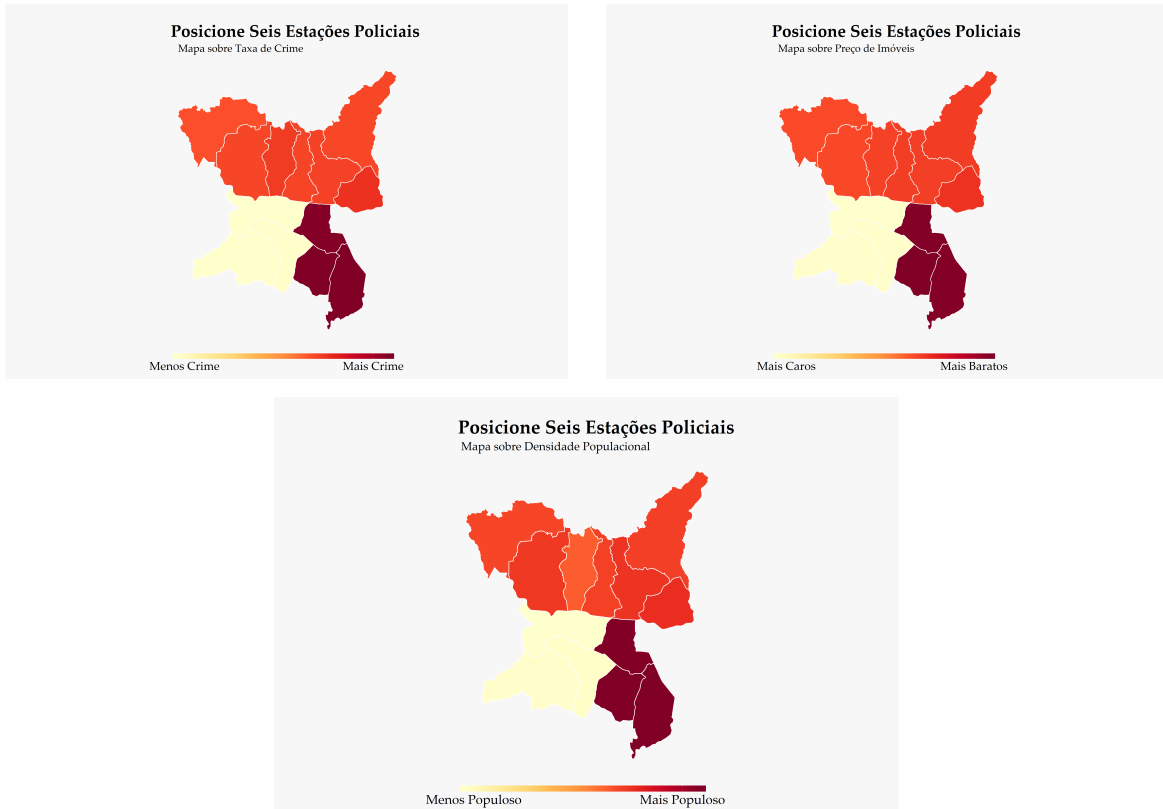 Posicione Seis Estações Policiais
Mapa sobre Taxa de Crime
Menos Crime
Mais Crime
Posicione Seis Estações Policiais
Mapa sobre Preço de Imóveis
Mais Caros
Mais Baratos
Posicione Seis Estações Policiais
Mapa sobre Densidade Populacional
Menos Populoso
Mais Populoso